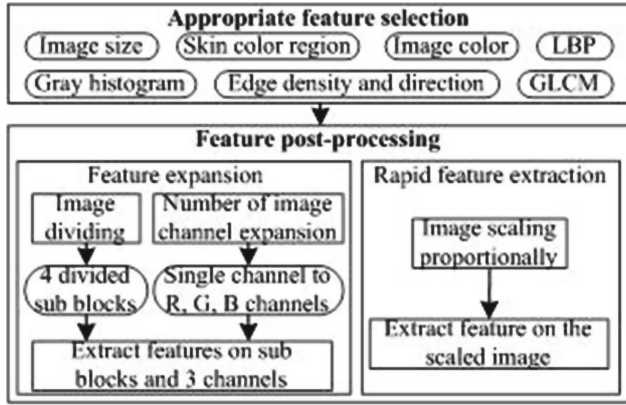 Appropriate feature selection
Image size Skin color region Image color LBP
Gray histogram Edge density and direction GLCM
Feature post-processing
Feature expansion
Image
dividing
Number of image
channel expansion
4 divided
sub blocks
Single channel to
R, G, B channels
Extract features on sub
blocks and 3 channels
Rapid feature extraction
Image scaling
proportionally
Extract feature on the
scaled image